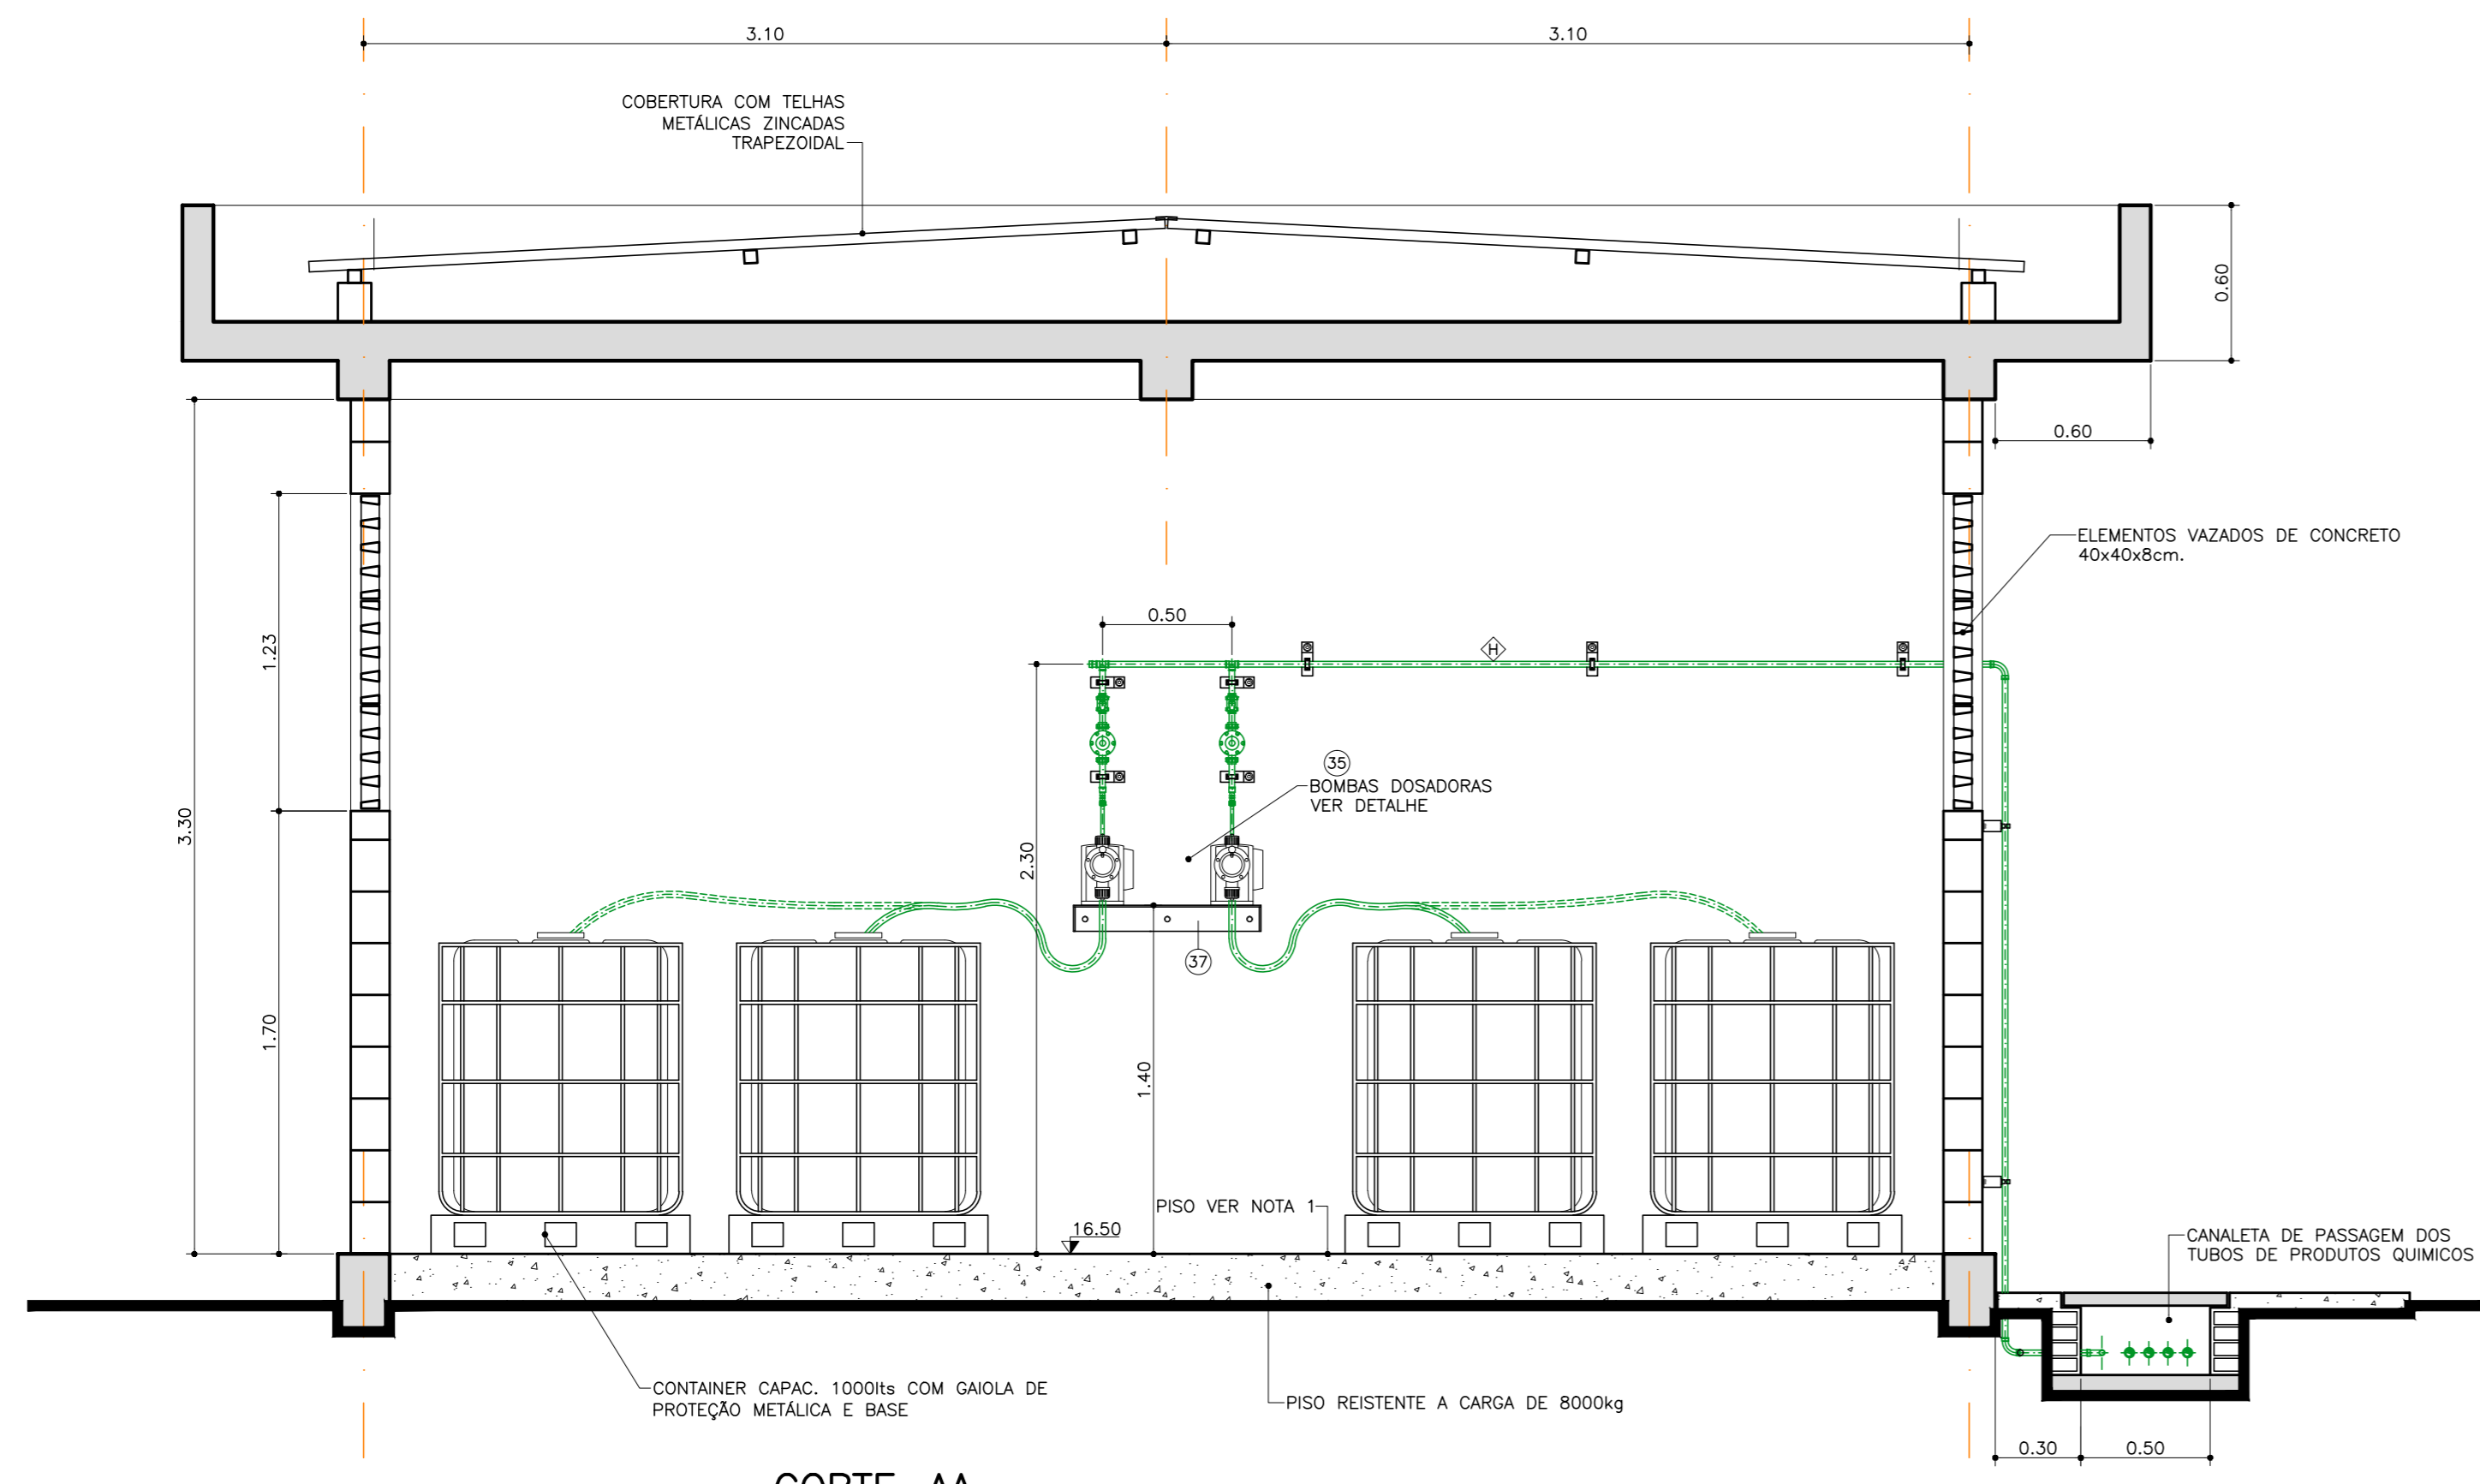 3.10
3.10
COBERTURA COM TELHAS
METÁLICAS ZINCADAS
TRAPEZOIDAL
0.60
0.60
ELEMENTOS VAZADOS DE CONCRETO
40x40x8cm.
0.50
H
1.23
35
BOMBAS DOSADORAS
VER DETALHE
3.30
2.30
37
1.70
1.40
PISO VER NOTA 1
16.50
CANALETA DE PASSAGEM DOS
TUBOS DE PRODUTOS QUIMICOS
CONTAINER CAPAC. 1000lts COM GAIOLA DE
PROTEÇÃO METÁLICA E BASE
PISO REISTENTE A CARGA DE 8000kg
0.30
0.50
CORTE AA